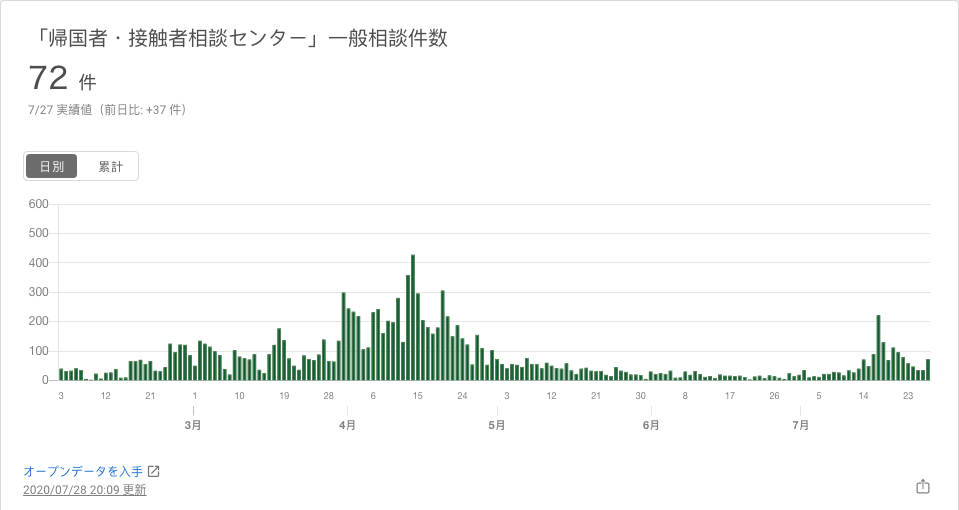 「帰国者・接触者相談センター」一般相談件数
72 件
7/27 実績値（前日比: +37 件）
日別 累計
600
500
400
300
200
100
0
3 12 21 1 10 19 28 6 15 24 3 12 21 30 8 17 26 5 14 23
3月 4月 5月 6月 7月
オープンデータを入手
2020/07/28 20:09 更新